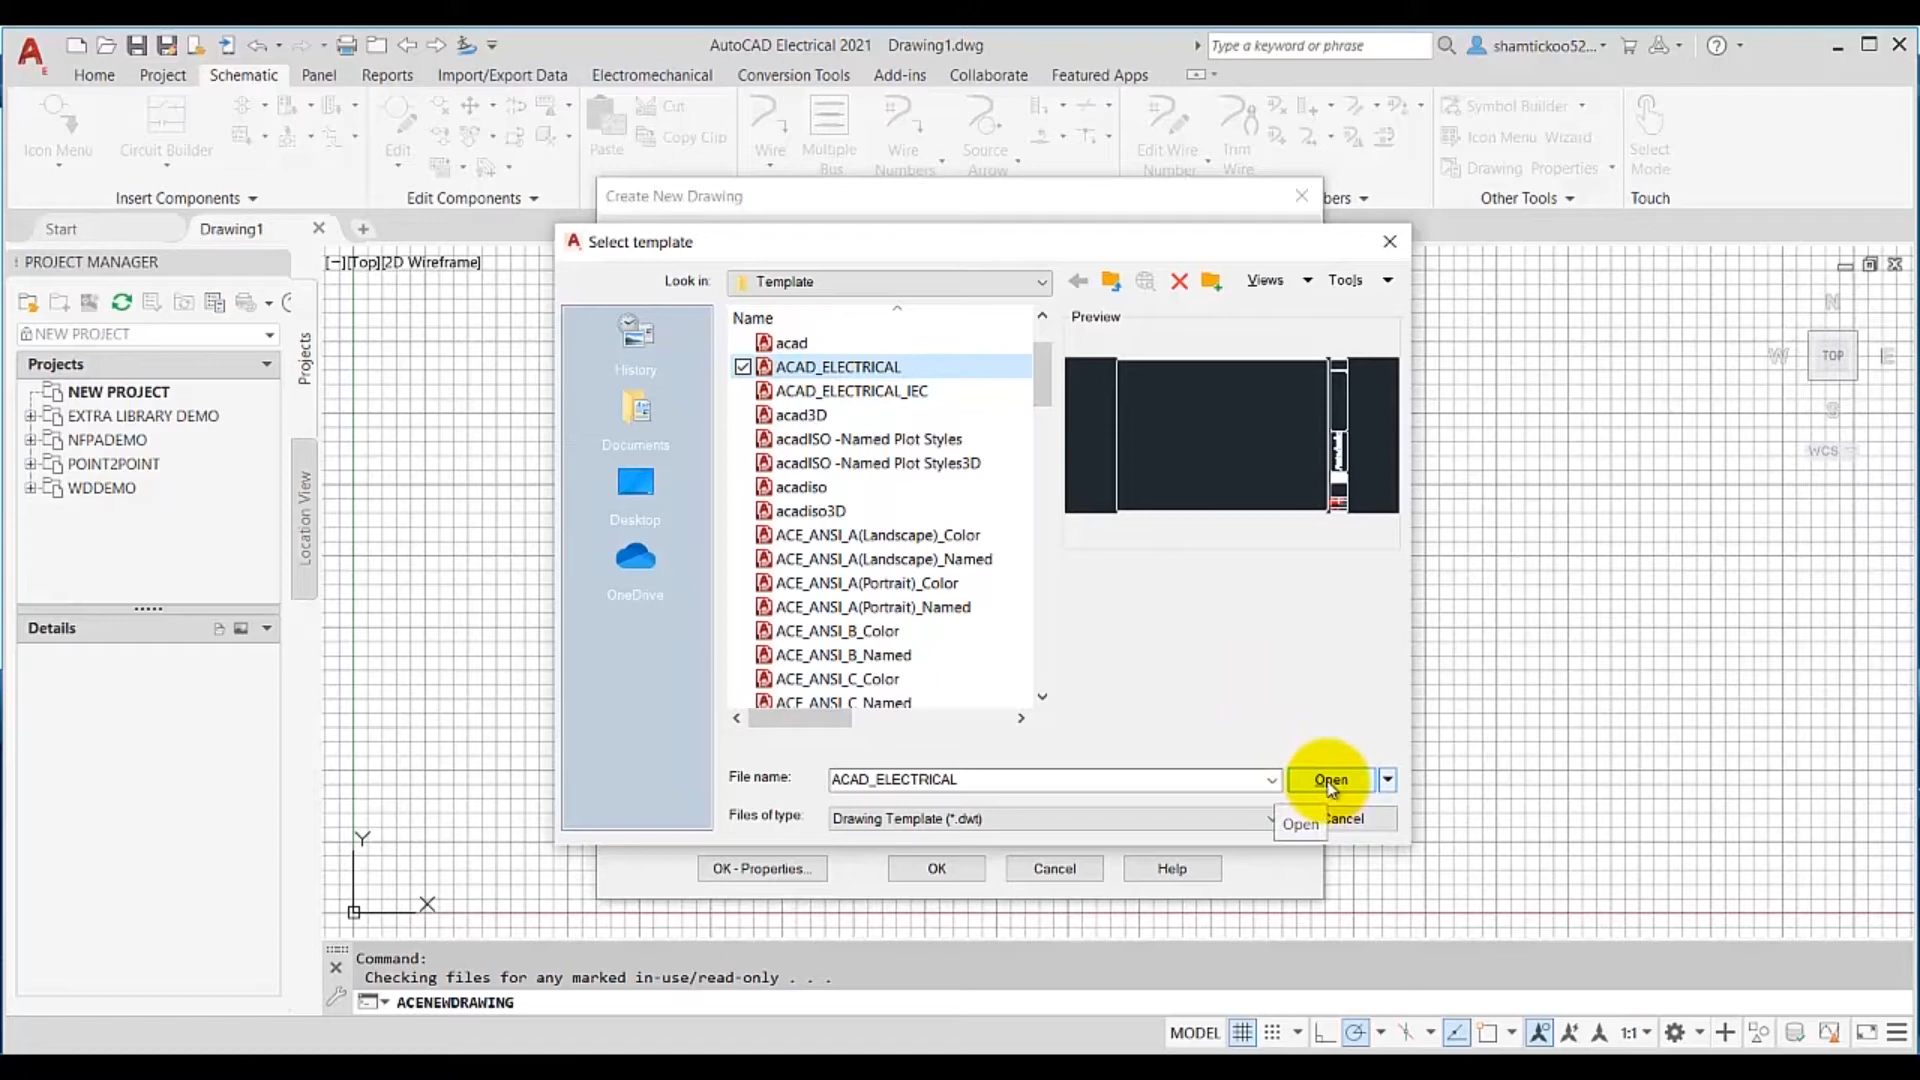 AutoCAD Electrical 2021 Drawing1.dwg
Type a keyword or phrase
shamtickoo52...
Home Project Schematic Panel Reports Import/Export Data Electromechanical Conversion Tools Add-ins Collaborate Featured Apps
Icon Menu
Circuit Builder
Edit
Paste
Cut
Copy Clip
Wire
Multiple Bus
Wire Numbers
Source Arrow
Edit Wire Number
Trim Wire
Symbol Builder
Icon Menu Wizard
Drawing Properties
Select Mode
Insert Components
Edit Components
bers
Other Tools
Touch
Create New Drawing
Start
Drawing1
PROJECT MANAGER
[−][Top][2D Wireframe]
NEW PROJECT
Projects
NEW PROJECT
EXTRA LIBRARY DEMO
NFPADEMO
POINT2POINT
WDDEMO
Projects
Location View
Details
Select template
Look in: Template
Views
Tools
History
Documents
Desktop
OneDrive
Name
acad
ACAD_ELECTRICAL
ACAD_ELECTRICAL_IEC
acad3D
acadISO -Named Plot Styles
acadISO -Named Plot Styles3D
acadiso
acadiso3D
ACE_ANSI_A(Landscape)_Color
ACE_ANSI_A(Landscape)_Named
ACE_ANSI_A(Portrait)_Color
ACE_ANSI_A(Portrait)_Named
ACE_ANSI_B_Color
ACE_ANSI_B_Named
ACE_ANSI_C_Color
ACE_ANSI_C_Named
Preview
File name: ACAD_ELECTRICAL
Open
Files of type: Drawing Template (*.dwt)
Cancel
Open
OK - Properties...
OK
Cancel
Help
N
W
TOP
E
S
WCS
Y
X
Command:
Checking files for any marked in-use/read-only . . .
ACENEWDRAWING
MODEL
1:1